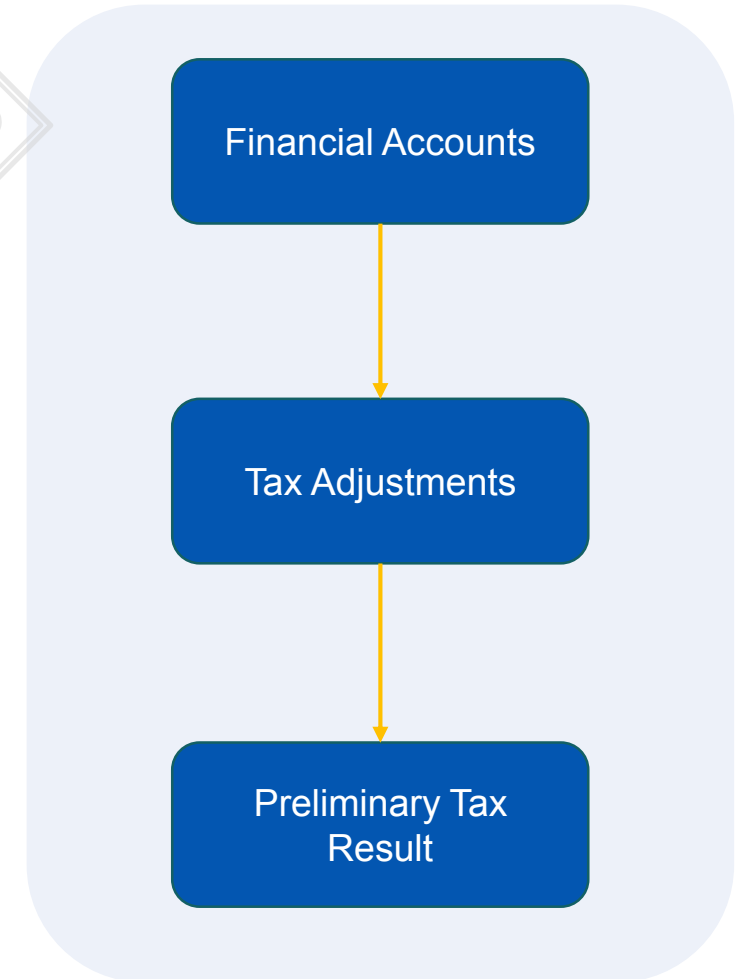 Financial Accounts
Tax Adjustments
Preliminary Tax
Result